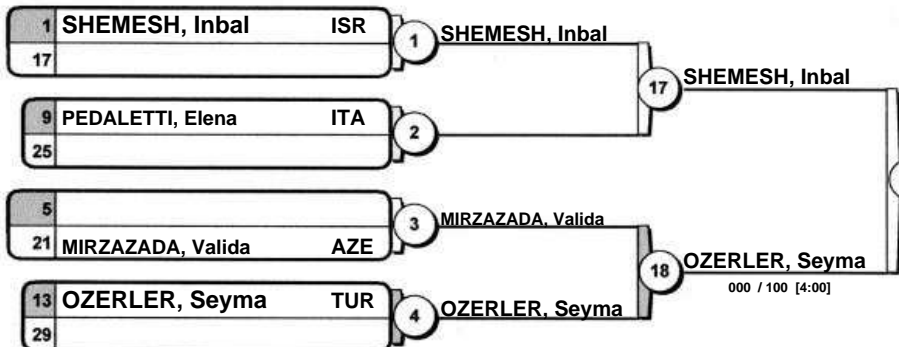 1 SHEMESH, Inbal ISR
17
1 SHEMESH, Inbal
9 PEDALETTI, Elena ITA
25
2
17 SHEMESH, Inbal
5
21 MIRZAZADA, Valida AZE
3 MIRZAZADA, Valida
13 OZERLER, Seyma TUR
29
4 OZERLER, Seyma
18 OZERLER, Seyma
000 / 100 [4:00]